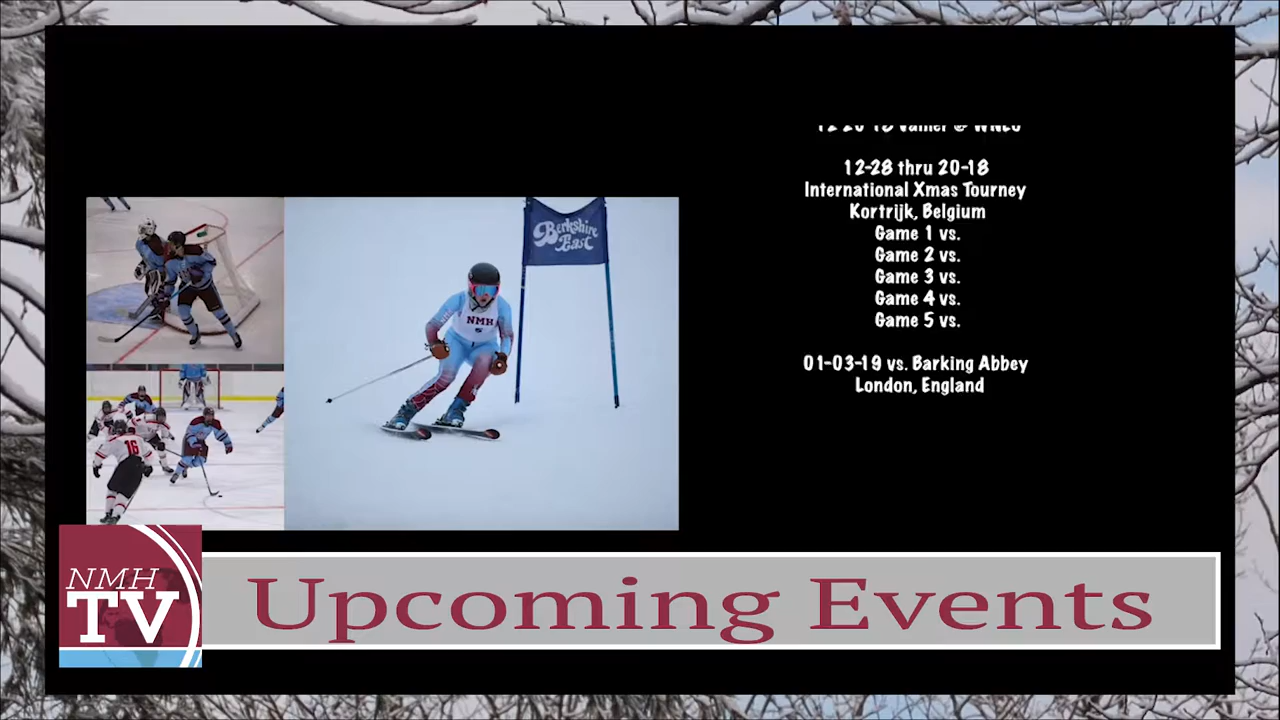 12-28 thru 20-18
International Xmas Tourney
Kortrijk, Belgium
Game 1 vs.
Game 2 vs.
Game 3 vs.
Game 4 vs.
Game 5 vs.
01-03-19 vs. Barking Abbey
London, England
Berkshire
East
NMH
16
NMH
TV
Upcoming Events